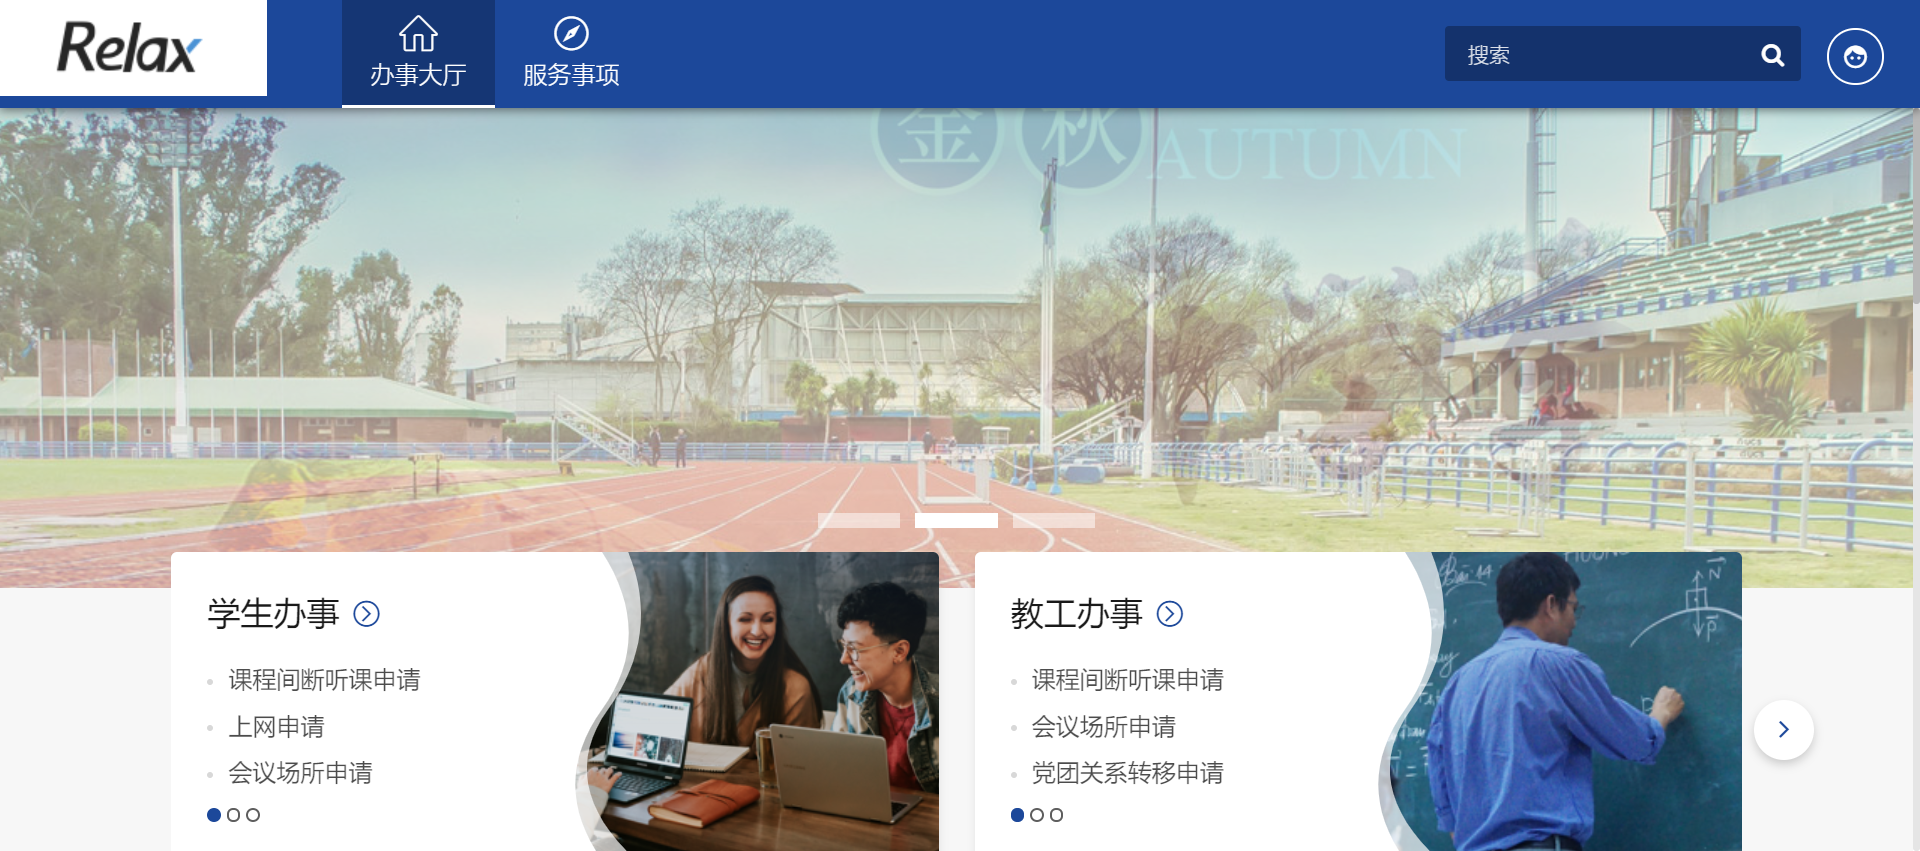 Relax
办事大厅
服务事项
搜索
金秋 AUTUMN
学生办事
课程间断听课申请
上网申请
会议场所申请
教工办事
课程间断听课申请
会议场所申请
党团关系转移申请